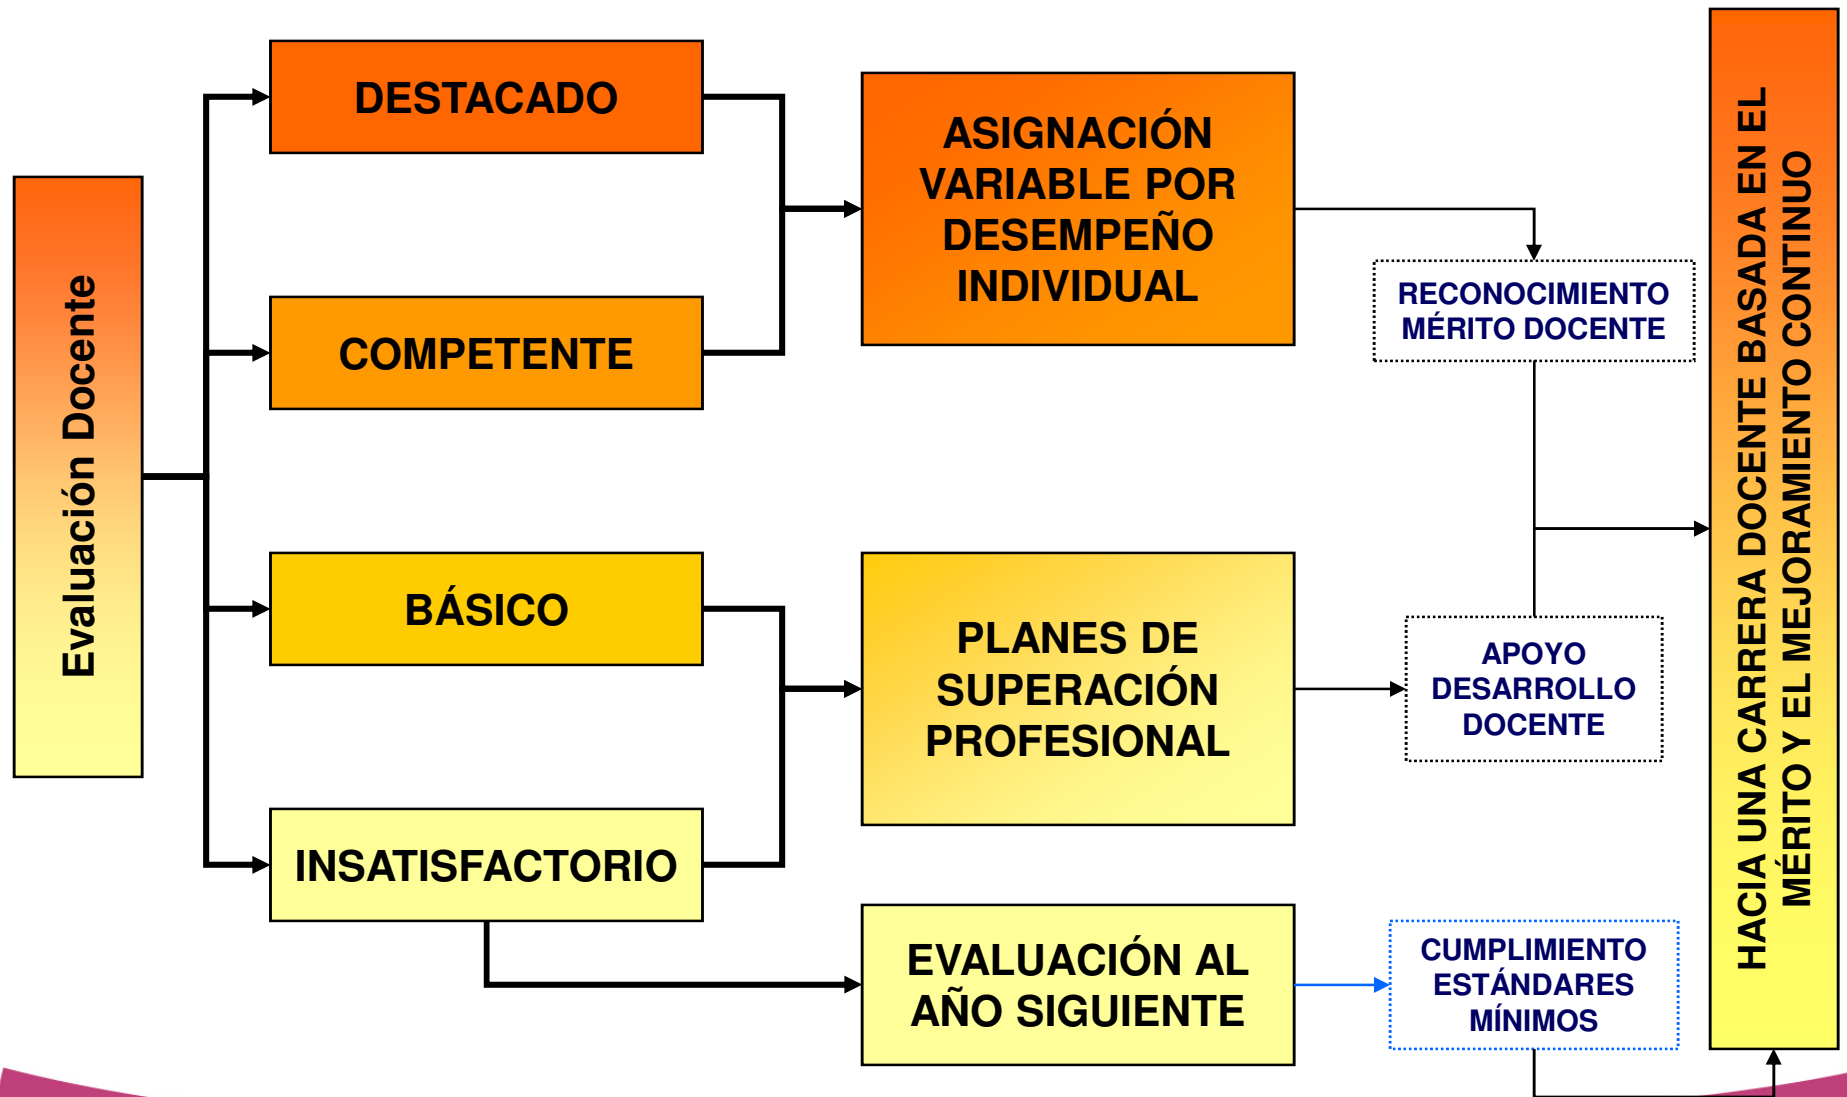 Evaluación Docente
DESTACADO
COMPETENTE
BÁSICO
INSATISFACTORIO
ASIGNACIÓN
VARIABLE POR
DESEMPEÑO
INDIVIDUAL
PLANES DE
SUPERACIÓN
PROFESIONAL
EVALUACIÓN AL
AÑO SIGUIENTE
RECONOCIMIENTO
MÉRITO DOCENTE
APOYO
DESARROLLO
DOCENTE
CUMPLIMIENTO
ESTÁNDARES
MÍNIMOS
HACIA UNA CARRERA DOCENTE BASADA EN EL
MÉRITO Y EL MEJORAMIENTO CONTINUO